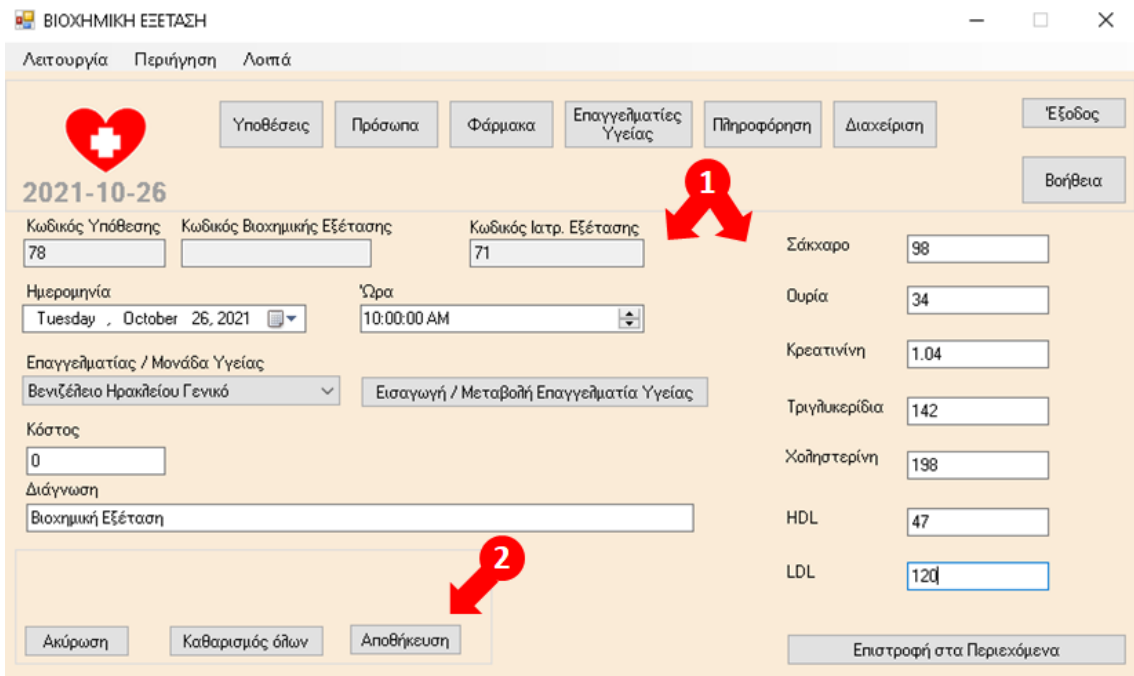 ΒΙΟΧΗΜΙΚΗ ΕΞΕΤΑΣΗ
Λειτουργία Περιήγηση Λοιπά
Υποθέσεις Πρόσωπα Φάρμακα Επαγγελματίες Υγείας Πληροφόρηση Διαχείριση Έξοδος
Βοήθεια
2021-10-26
1
Κωδικός Υπόθεσης Κωδικός Βιοχημικής Εξέτασης Κωδικός Ιατρ. Εξέτασης
78 71
Σάκχαρο 98
Ημερομηνία Ώρα
Tuesday , October 26, 2021 10:00:00 AM
Ουρία 34
Κρεατινίνη 1.04
Επαγγελματίας / Μονάδα Υγείας
Βενιζέλειο Ηρακλείου Γενικό Εισαγωγή / Μεταβολή Επαγγελματία Υγείας
Τριγλυκερίδια 142
Κόστος
0
Χοληστερίνη 198
Διάγνωση
Βιοχημική Εξέταση
HDL 47
2
LDL 120
Ακύρωση Καθαρισμός όλων Αποθήκευση
Επιστροφή στα Περιεχόμενα